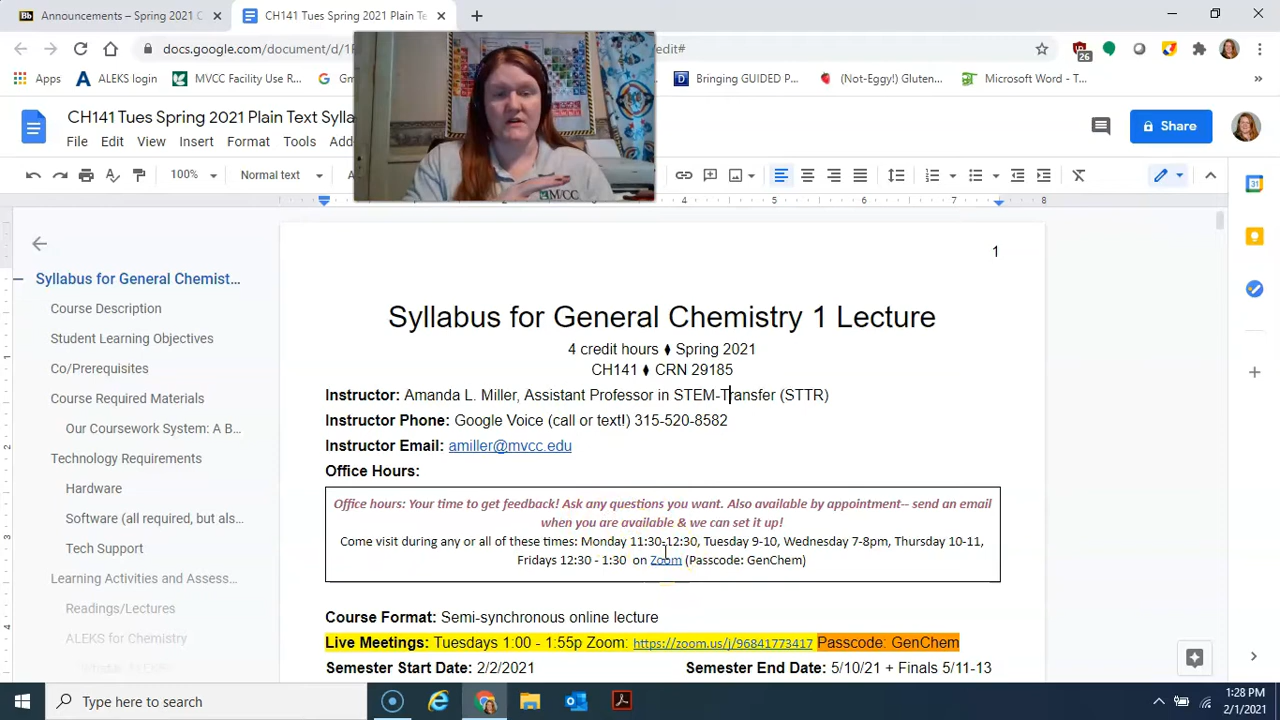 Announcements – Spring 2021 C
CH141 Tues Spring 2021 Plain Te
docs.google.com/document/d/1
edit#
26
Apps
ALEKS login
MVCC Facility Use R...
Gm
Bringing GUIDED P...
(Not-Eggy!) Gluten...
Microsoft Word - T...
»
CH141 Tues Spring 2021 Plain Text Sylla
File Edit View Insert Format Tools Add
Share
100%
Normal text
4 5 6 7 8
1
Syllabus for General Chemist...
Course Description
Student Learning Objectives
Co/Prerequisites
Course Required Materials
Our Coursework System: A B...
Technology Requirements
Hardware
Software (all required, but als...
Tech Support
Learning Activities and Assess...
Readings/Lectures
ALEKS for Chemistry
Syllabus for General Chemistry 1 Lecture
4 credit hours ♦ Spring 2021
CH141 ♦ CRN 29185
Instructor: Amanda L. Miller, Assistant Professor in STEM-Transfer (STTR)
Instructor Phone: Google Voice (call or text!) 315-520-8582
Instructor Email: amiller@mvcc.edu
Office Hours:
Office hours: Your time to get feedback! Ask any questions you want. Also available by appointment-- send an email
when you are available & we can set it up!
Come visit during any or all of these times: Monday 11:30-12:30, Tuesday 9-10, Wednesday 7-8pm, Thursday 10-11,
Fridays 12:30 - 1:30 on Zoom (Passcode: GenChem)
Course Format: Semi-synchronous online lecture
Live Meetings: Tuesdays 1:00 - 1:55p Zoom: https://zoom.us/j/96841773417 Passcode: GenChem
Semester Start Date: 2/2/2021 Semester End Date: 5/10/21 + Finals 5/11-13
MVCC
Type here to search
1:28 PM
2/1/2021